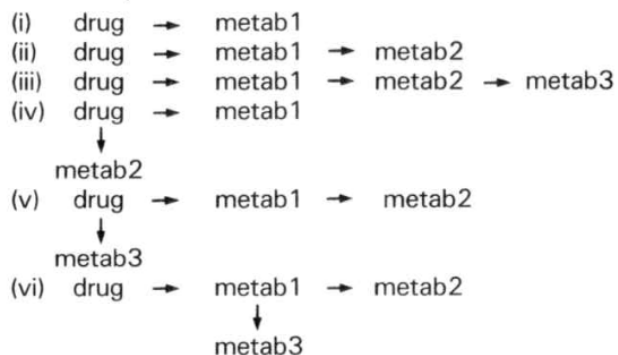 (i) drug → metab1
(ii) drug → metab1 → metab2
(iii) drug → metab1 → metab2 → metab3
(iv) drug → metab1
↓
metab2
(v) drug → metab1 → metab2
↓
metab3
(vi) drug → metab1 → metab2
↓
metab3